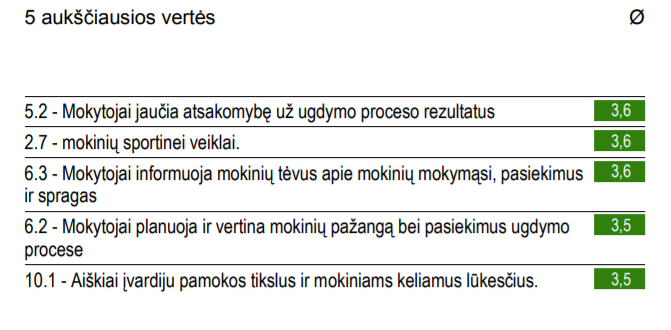 5 aukščiausios vertės Ø
5.2 - Mokytojai jaučia atsakomybę už ugdymo proceso rezultatus 3,6
2.7 - mokinių sportinei veiklai. 3,6
6.3 - Mokytojai informuoja mokinių tėvus apie mokinių mokymąsi, pasiekimus 3,6
ir spragas
6.2 - Mokytojai planuoja ir vertina mokinių pažangą bei pasiekimus ugdymo 3,5
procese
10.1 - Aiškiai įvardiju pamokos tikslus ir mokiniams keliamus lūkesčius. 3,5